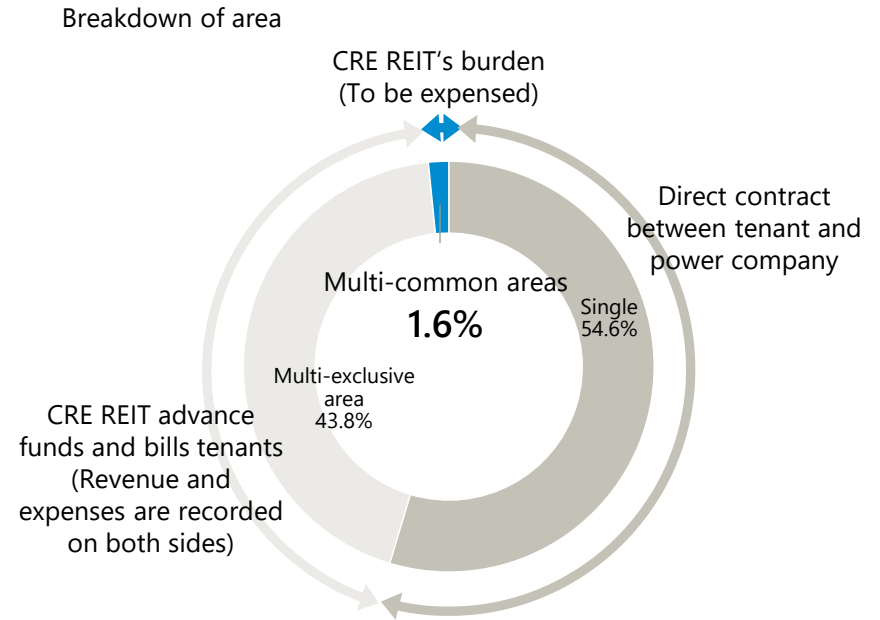 Breakdown of area
CRE REIT‘s burden
(To be expensed)
Direct contract
between tenant and
power company
Multi-common areas
1.6%
Single
54.6%
Multi-exclusive
area
43.8%
CRE REIT advance
funds and bills tenants
(Revenue and
expenses are recorded
on both sides)